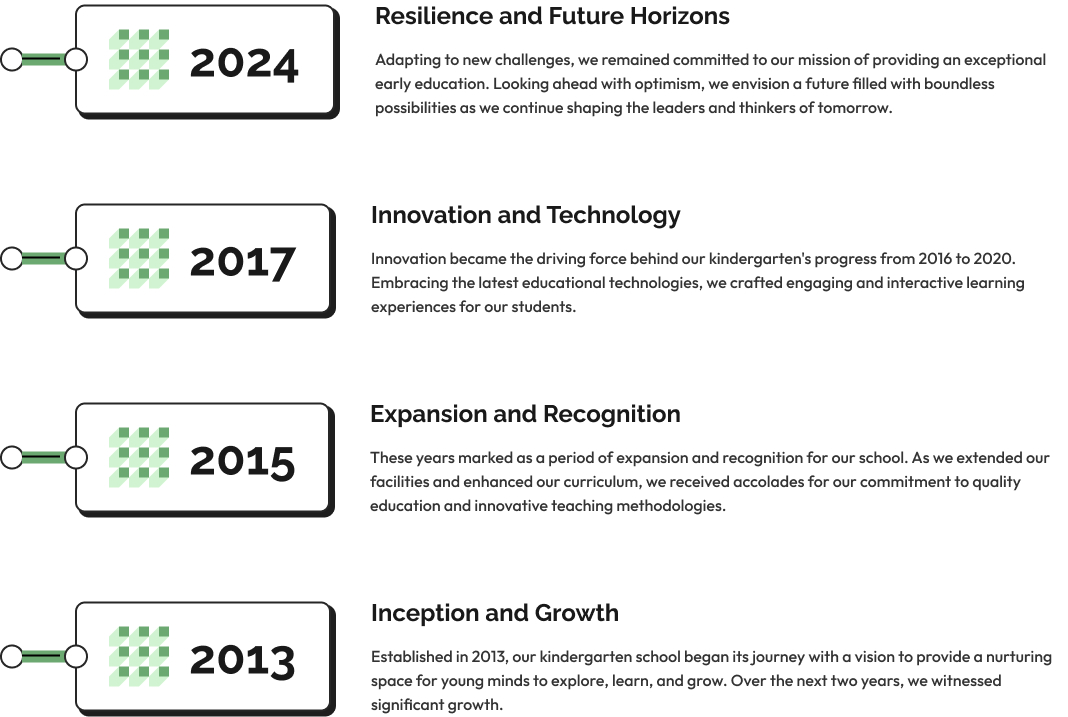 2024
Resilience and Future Horizons
Adapting to new challenges, we remained committed to our mission of providing an exceptional
early education. Looking ahead with optimism, we envision a future filled with boundless
possibilities as we continue shaping the leaders and thinkers of tomorrow.
2017
Innovation and Technology
Innovation became the driving force behind our kindergarten's progress from 2016 to 2020.
Embracing the latest educational technologies, we crafted engaging and interactive learning
experiences for our students.
2015
Expansion and Recognition
These years marked as a period of expansion and recognition for our school. As we extended our
facilities and enhanced our curriculum, we received accolades for our commitment to quality
education and innovative teaching methodologies.
2013
Inception and Growth
Established in 2013, our kindergarten school began its journey with a vision to provide a nurturing
space for young minds to explore, learn, and grow. Over the next two years, we witnessed
significant growth.